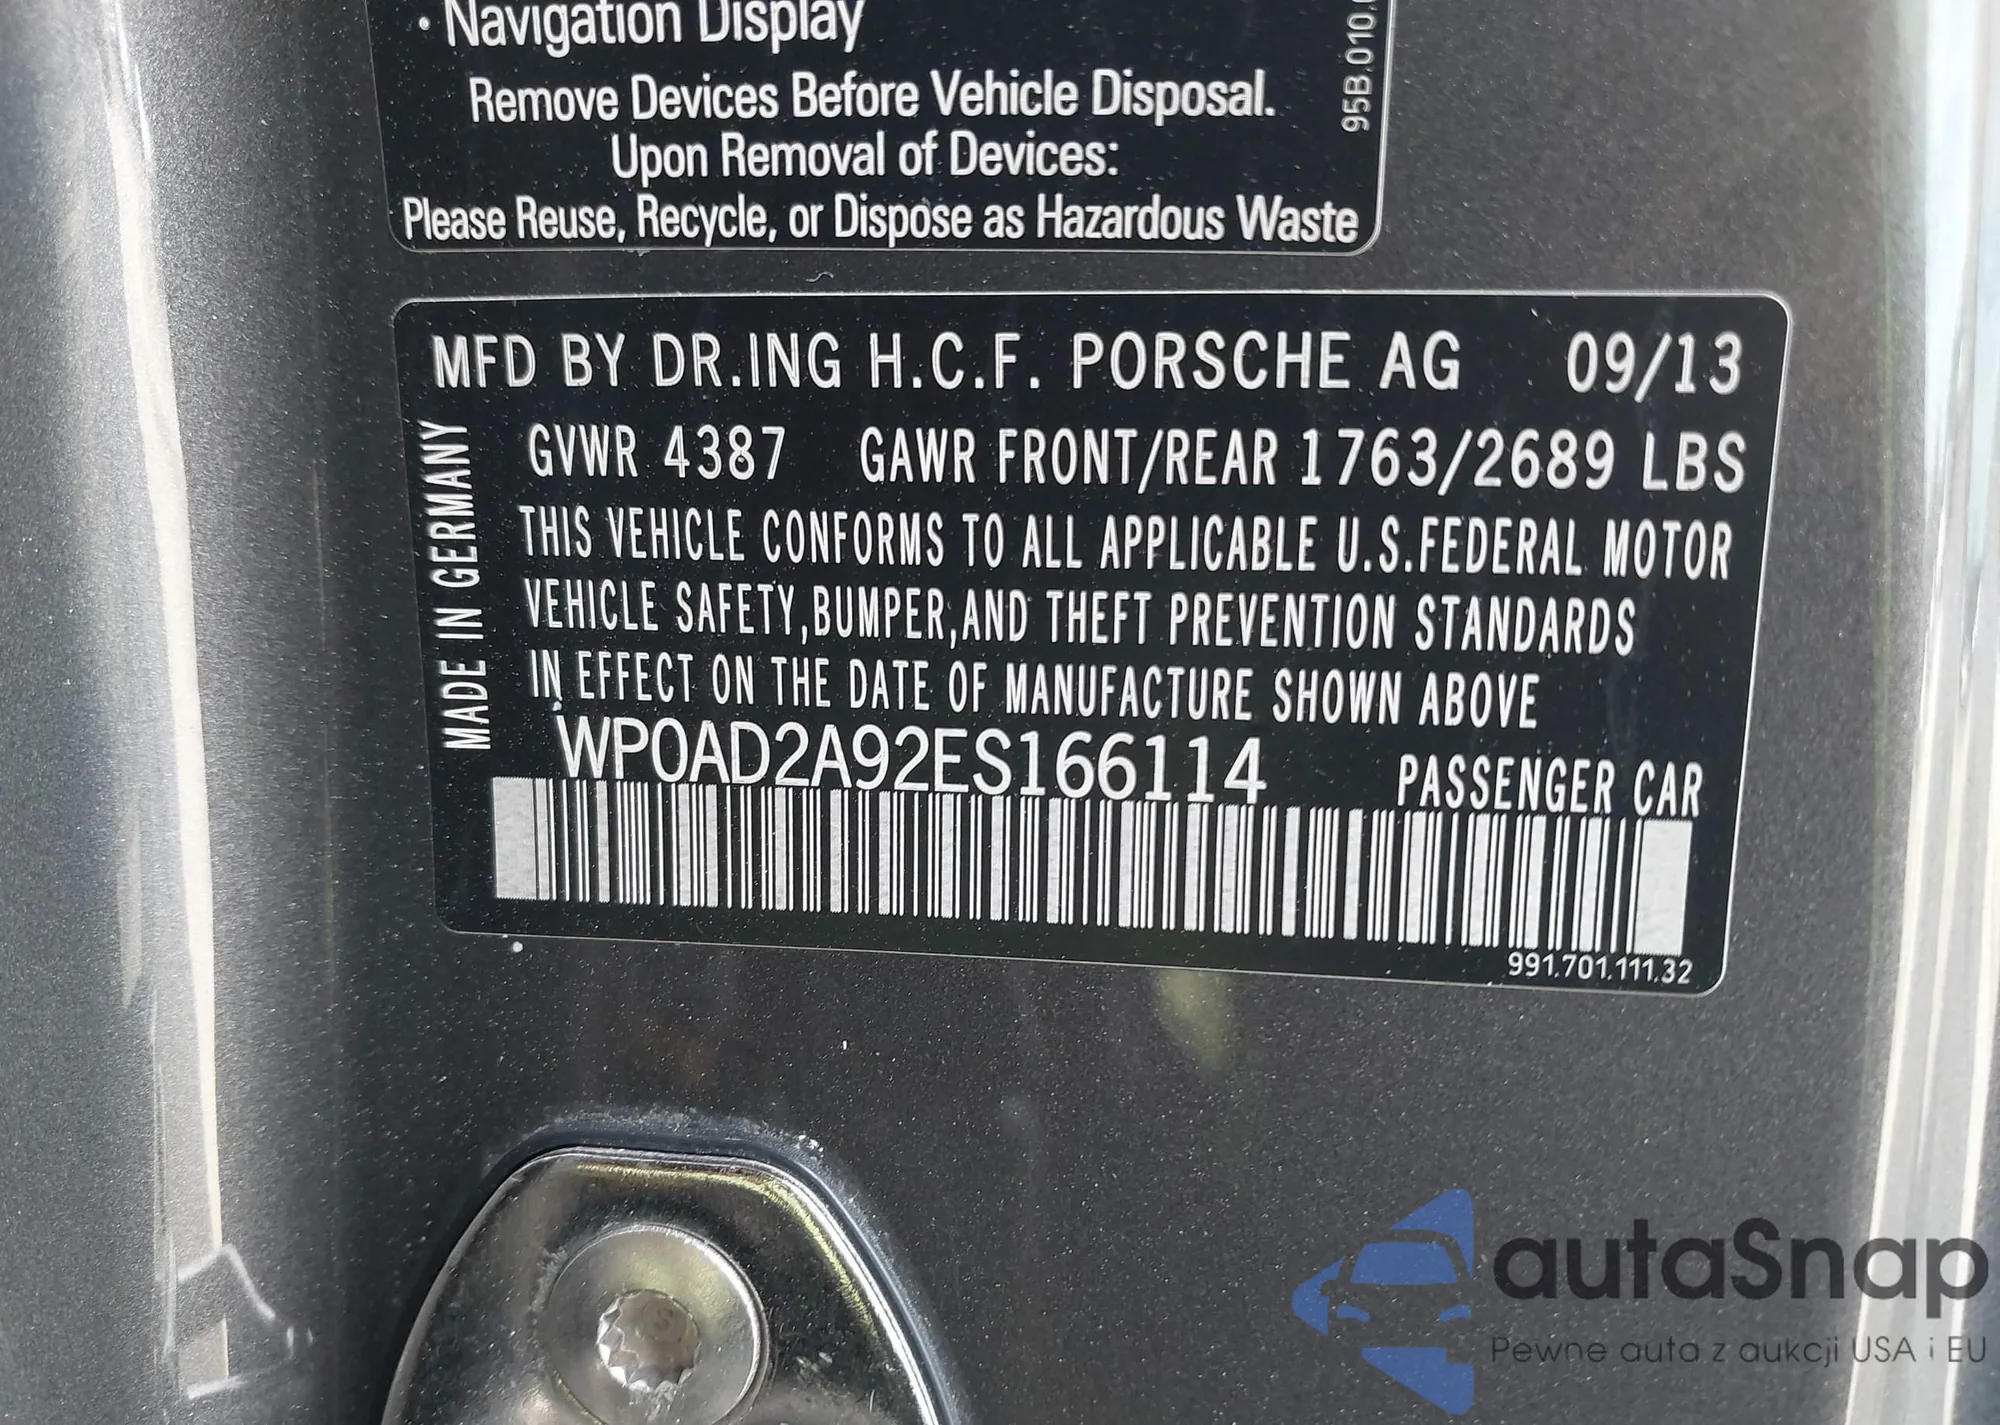 · Navigation Display
Remove Devices Before Vehicle Disposal.
Upon Removal of Devices:
Please Reuse, Recycle, or Dispose as Hazardous Waste
95B.010.
MFD BY DR.ING H.C.F. PORSCHE AG 09/13
GVWR 4387 GAWR FRONT/REAR 1763/2689 LBS
THIS VEHICLE CONFORMS TO ALL APPLICABLE U.S.FEDERAL MOTOR
VEHICLE SAFETY,BUMPER,AND THEFT PREVENTION STANDARDS
IN EFFECT ON THE DATE OF MANUFACTURE SHOWN ABOVE
WP0AD2A92ES166114 PASSENGER CAR
MADE IN GERMANY
991.701.111.32
autaSnap
Pewne auta z aukcji USA i EU